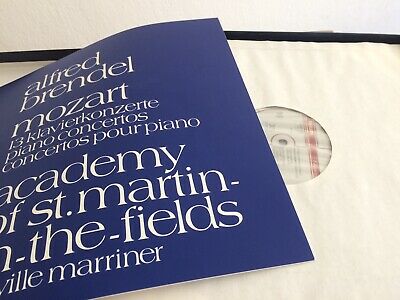 alfred
brendel
mozart
13 klavierkonzerte
piano concertos
concertos pour piano
academy
of st. martin-
n-the-fields
ville marriner